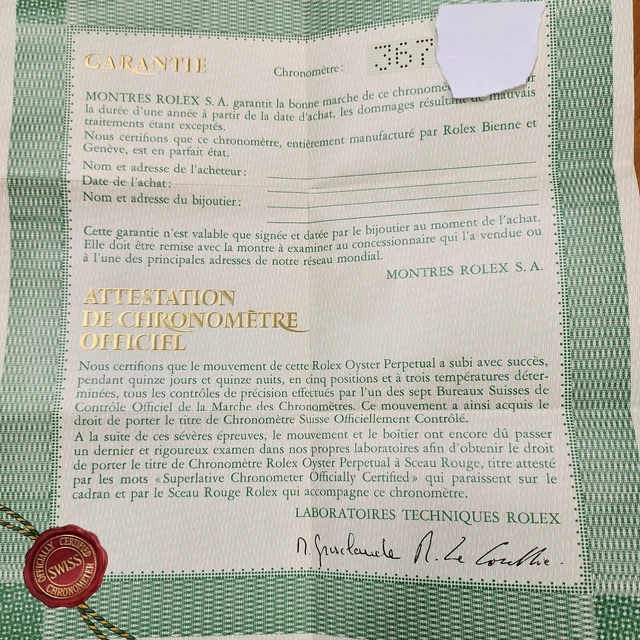 GARANTIE
Chronomètre: 367
MONTRES ROLEX S. A. garantit la bonne marche de ce chronomè
la durée d'une année à partir de la date d'achat, les dommages résultant de mauvais
traitements étant exceptés.
Nous certifions que ce chronomètre, entièrement manufacturé par Rolex Bienne et
Genève, est en parfait état.
Nom et adresse de l'acheteur:
Date de l'achat:
Nom et adresse du bijoutier:
Cette garantie n'est valable que signée et datée par le bijoutier au moment de l'achat.
Elle doit être remise avec la montre à examiner au concessionnaire qui l'a vendue ou
à l'une des principales adresses de notre réseau mondial.
MONTRES ROLEX S. A.
ATTESTATION
DE CHRONOMÈTRE
OFFICIEL
Nous certifions que le mouvement de cette Rolex Oyster Perpetual a subi avec succès,
pendant quinze jours et quinze nuits, en cinq positions et à trois températures déter-
minées, tous les contrôles de précision effectués par l'un des sept Bureaux Suisses de
Contrôle Officiel de la Marche des Chronomètres. Ce mouvement a ainsi acquis le
droit de porter le titre de Chronomètre Suisse Officiellement Contrôlé.
A la suite de ces sévères épreuves, le mouvement et le boîtier ont encore dû passer
un dernier et rigoureux examen dans nos propres laboratoires afin d'obtenir le droit
de porter le titre de Chronomètre Rolex Oyster Perpetual à Sceau Rouge, titre attesté
par les mots «Superlative Chronometer Officially Certified» qui paraissent sur le
cadran et par le Sceau Rouge Rolex qui accompagne ce chronomètre.
LABORATOIRES TECHNIQUES ROLEX
OFFICIALLY CERTIFIED
SWISS
CHRONOMETER